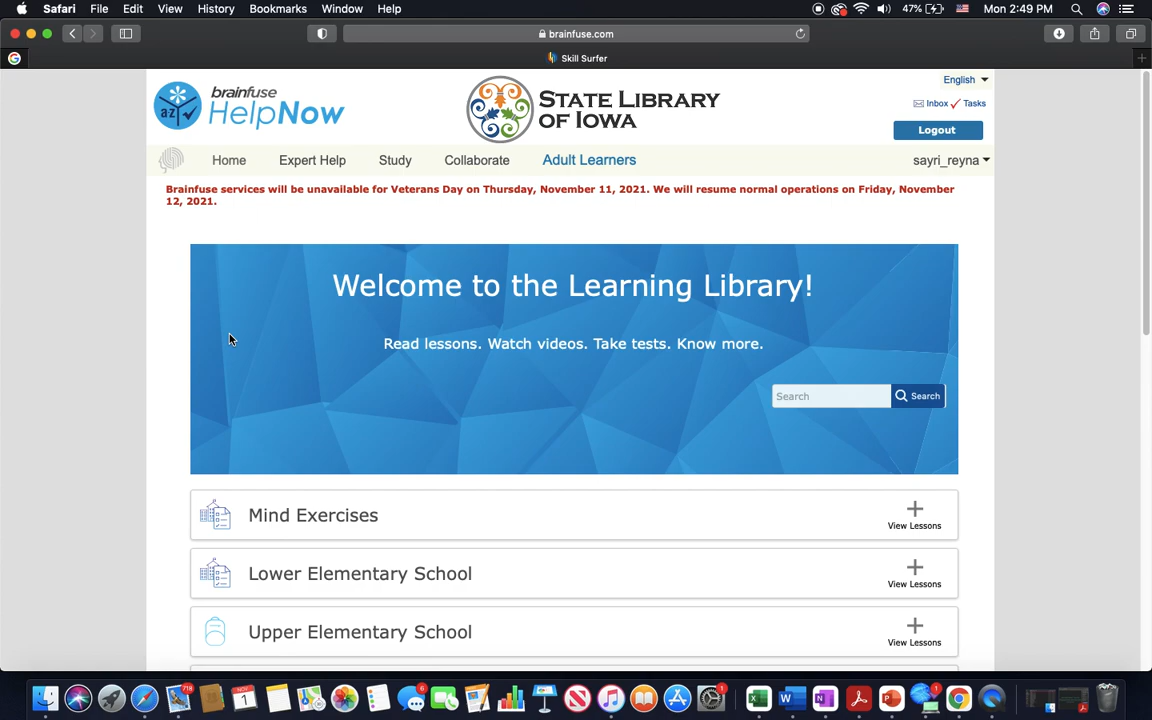 Safari File Edit View History Bookmarks Window Help 47% Mon 2:49 PM
brainfuse.com
Skill Surfer
English
brainfuse
HelpNow
STATE LIBRARY
OF IOWA
Inbox Tasks
Logout
Home Expert Help Study Collaborate Adult Learners sayri_reyna
Brainfuse services will be unavailable for Veterans Day on Thursday, November 11, 2021. We will resume normal operations on Friday, November
12, 2021.
Welcome to the Learning Library!
Read lessons. Watch videos. Take tests. Know more.
Search Search
Mind Exercises
View Lessons
Lower Elementary School
View Lessons
Upper Elementary School
View Lessons